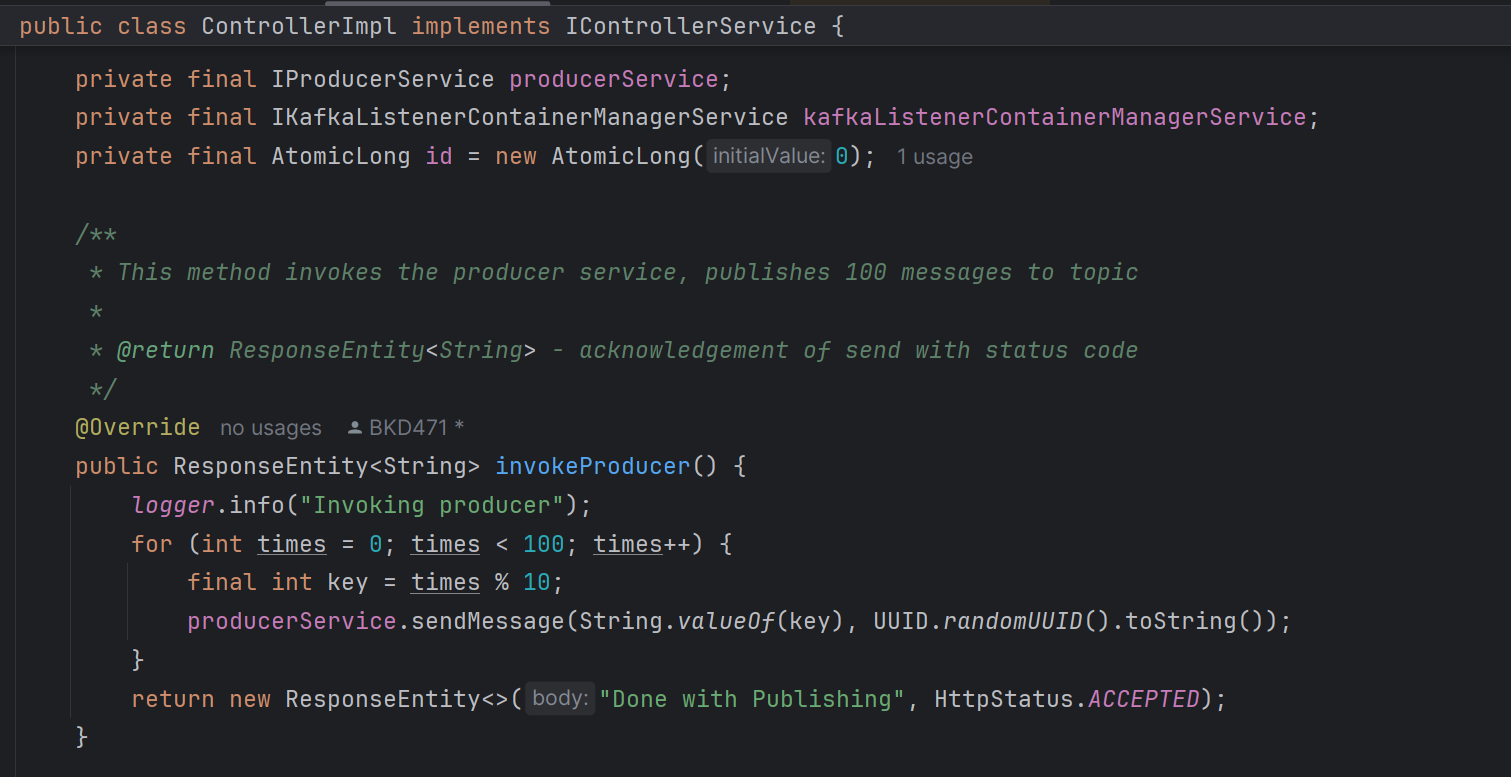 public class ControllerImpl implements IControllerService {
private final IProducerService producerService;
private final IKafkaListenerContainerManagerService kafkaListenerContainerManagerService;
private final AtomicLong id = new AtomicLong( initialValue: 0); 1 usage
/**
* This method invokes the producer service, publishes 100 messages to topic
*
* @return ResponseEntity<String> - acknowledgement of send with status code
*/
@Override no usages BKD471 *
public ResponseEntity<String> invokeProducer() {
logger.info("Invoking producer");
for (int times = 0; times < 100; times++) {
final int key = times % 10;
producerService.sendMessage(String.valueOf(key), UUID.randomUUID().toString());
}
return new ResponseEntity<>( body: "Done with Publishing", HttpStatus.ACCEPTED);
}